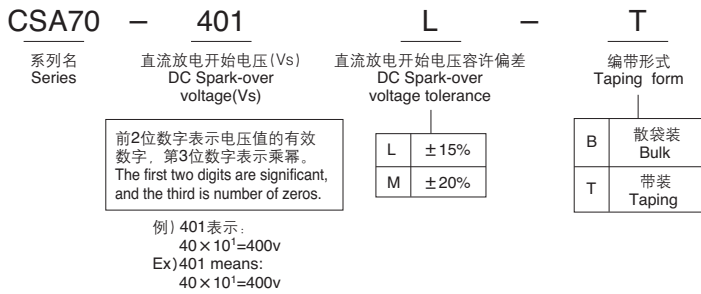 CSA70 – 401 L – T
系列名
Series
直流放电开始电压(Vs)
DC Spark-over
voltage(Vs)
直流放电开始电压容许偏差
DC Spark-over
voltage tolerance
编带形式
Taping form
前2位数字表示电压值的有效
数字，第3位数字表示乘幂。
The first two digits are significant,
and the third is number of zeros.
L ±15%
M ±20%
B 散袋装
Bulk
T 带装
Taping
例) 401表示:
40×10¹=400v
Ex)401 means:
40×10¹=400v